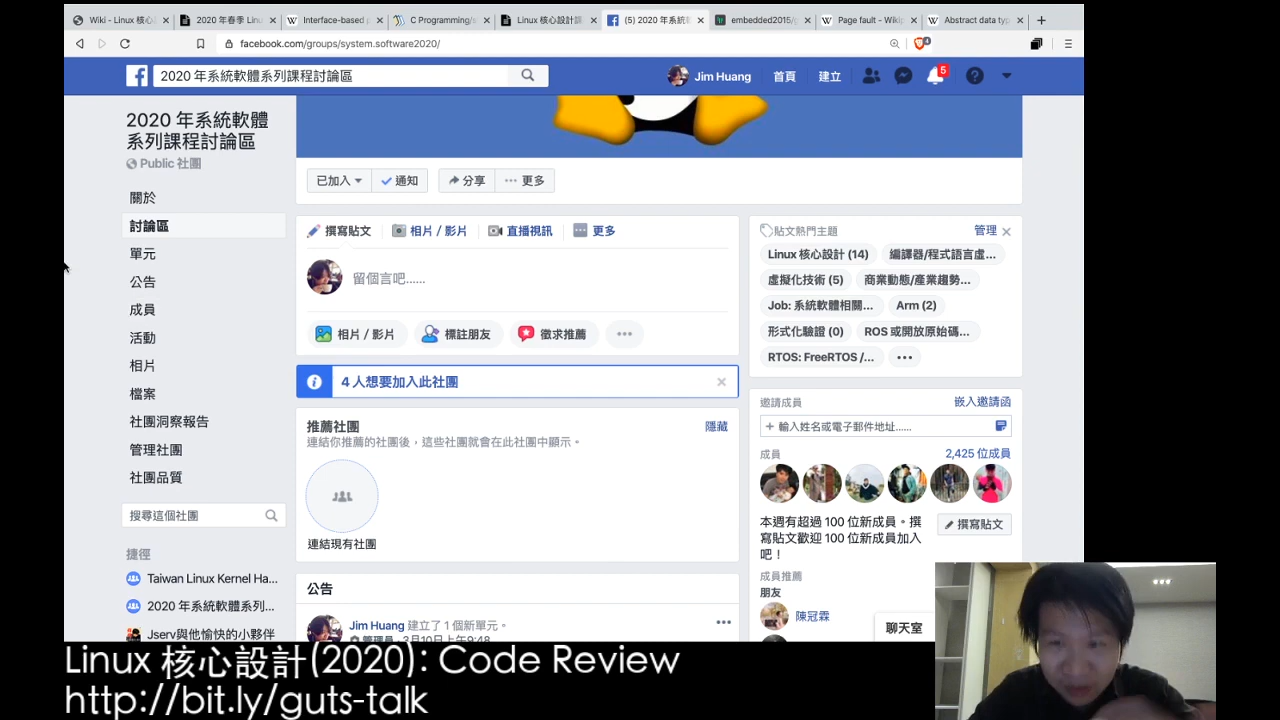 Wiki - Linux 核心
2020 年春季 Linu
Interface-based p
C Programming/
Linux 核心設計課
(5) 2020 年系統軟
embedded2015/
Page fault - Wikip
Abstract data typ
facebook.com/groups/system.software2020/
4
2020 年系統軟體系列課程討論區
Jim Huang
首頁
建立
5
2020 年系統軟體
系列課程討論區
Public 社團
關於
討論區
單元
公告
成員
活動
相片
檔案
社團洞察報告
管理社團
社團品質
搜尋這個社團
捷徑
Taiwan Linux Kernel Ha...
2020 年系統軟體系列...
Jserv與他愉快的小夥伴
已加入
通知
分享
更多
撰寫貼文
相片 / 影片
直播視訊
更多
留個言吧......
相片 / 影片
標註朋友
徵求推薦
4 人想要加入此社團
推薦社團
隱藏
連結你推薦的社團後，這些社團就會在此社團中顯示。
連結現有社團
公告
Jim Huang 建立了 1 個新單元。
管理員 · 3月10日上午9:48
貼文熱門主題
管理
Linux 核心設計 (14)
編譯器/程式語言虛...
虛擬化技術 (5)
商業動態/產業趨勢...
Job: 系統軟體相關...
Arm (2)
形式化驗證 (0)
ROS 或開放原始碼...
RTOS: FreeRTOS /...
邀請成員
嵌入邀請函
輸入姓名或電子郵件地址......
成員
2,425 位成員
本週有超過 100 位新成員。撰
寫貼文歡迎 100 位新成員加入
吧！
撰寫貼文
成員推薦
朋友
陳冠霖
聊天室
Linux 核心設計(2020): Code Review
http://bit.ly/guts-talk